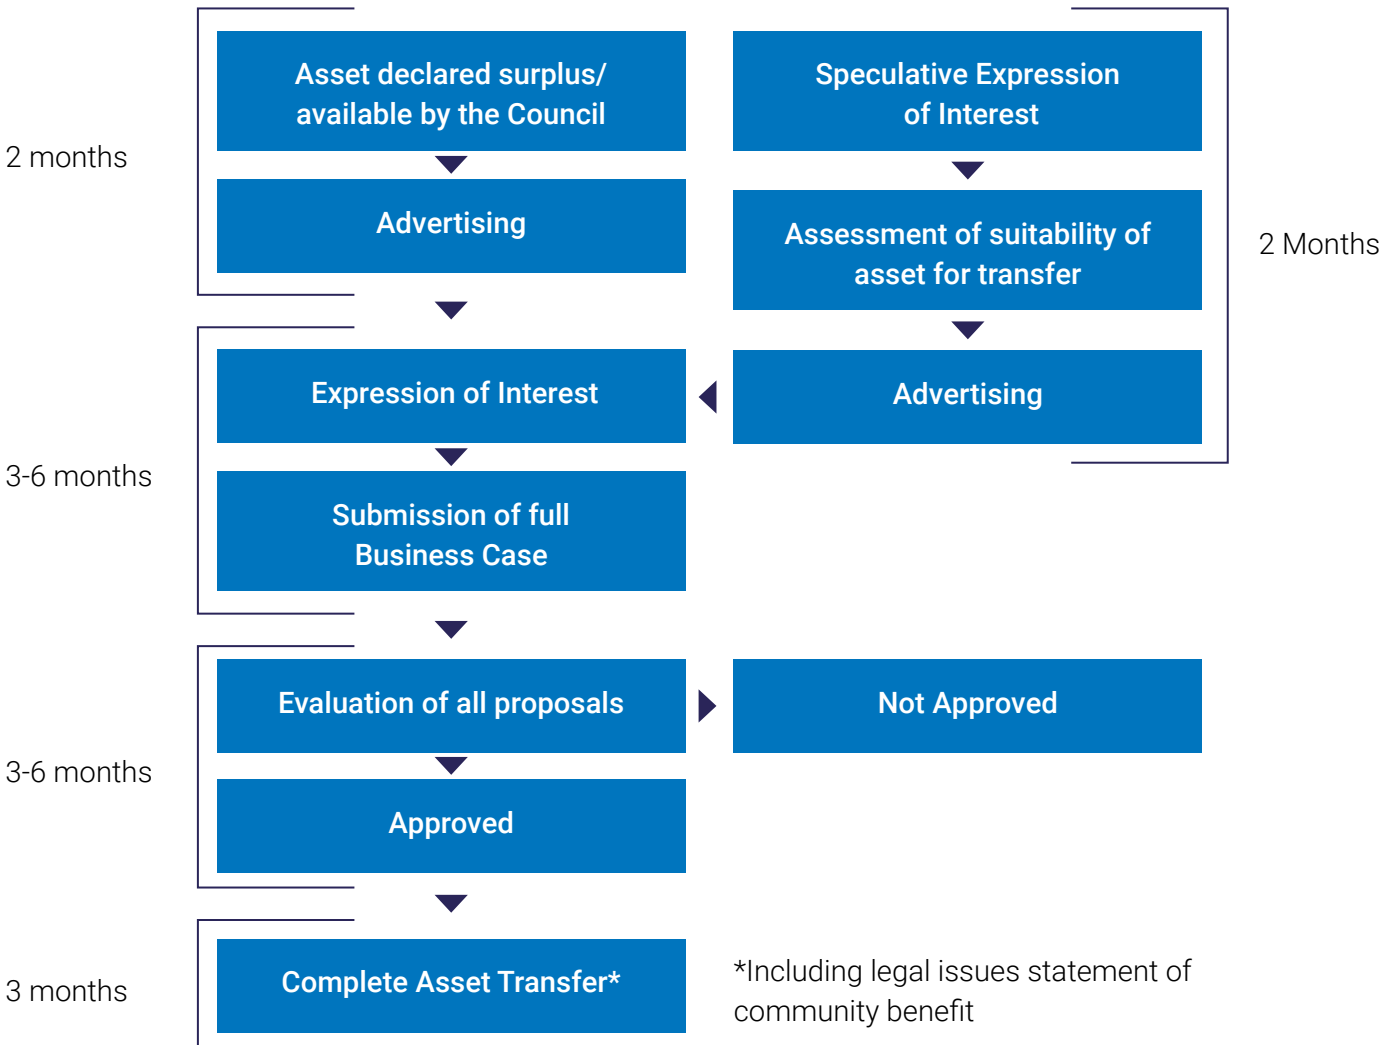 2 months
Asset declared surplus/
available by the Council
Advertising
Speculative Expression
of Interest
Assessment of suitability of
asset for transfer
Advertising
2 Months
3-6 months
Expression of Interest
Submission of full
Business Case
3-6 months
Evaluation of all proposals
Not Approved
Approved
3 months
Complete Asset Transfer*
*Including legal issues statement of
community benefit